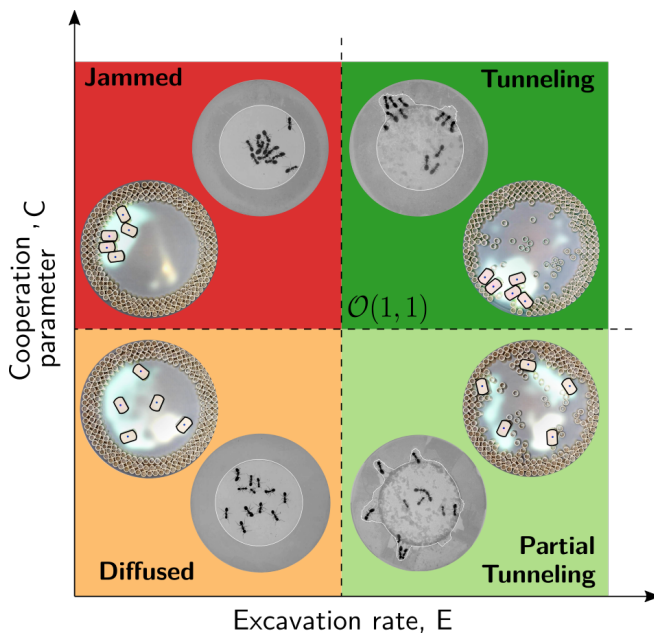 Jammed
Tunneling
Cooperation, C
parameter
O(1, 1)
Diffused
Partial
Tunneling
Excavation rate, E